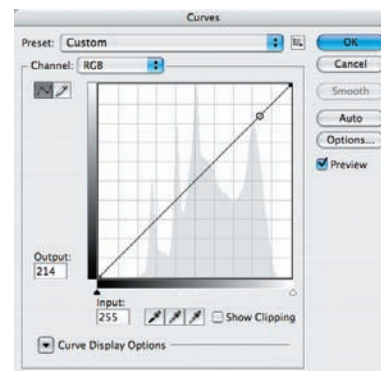 Curves
Preset: Custom
OK
Channel: RGB
Cancel
Smooth
Auto
Options...
Preview
Output:
214
Input:
255
Show Clipping
Curve Display Options